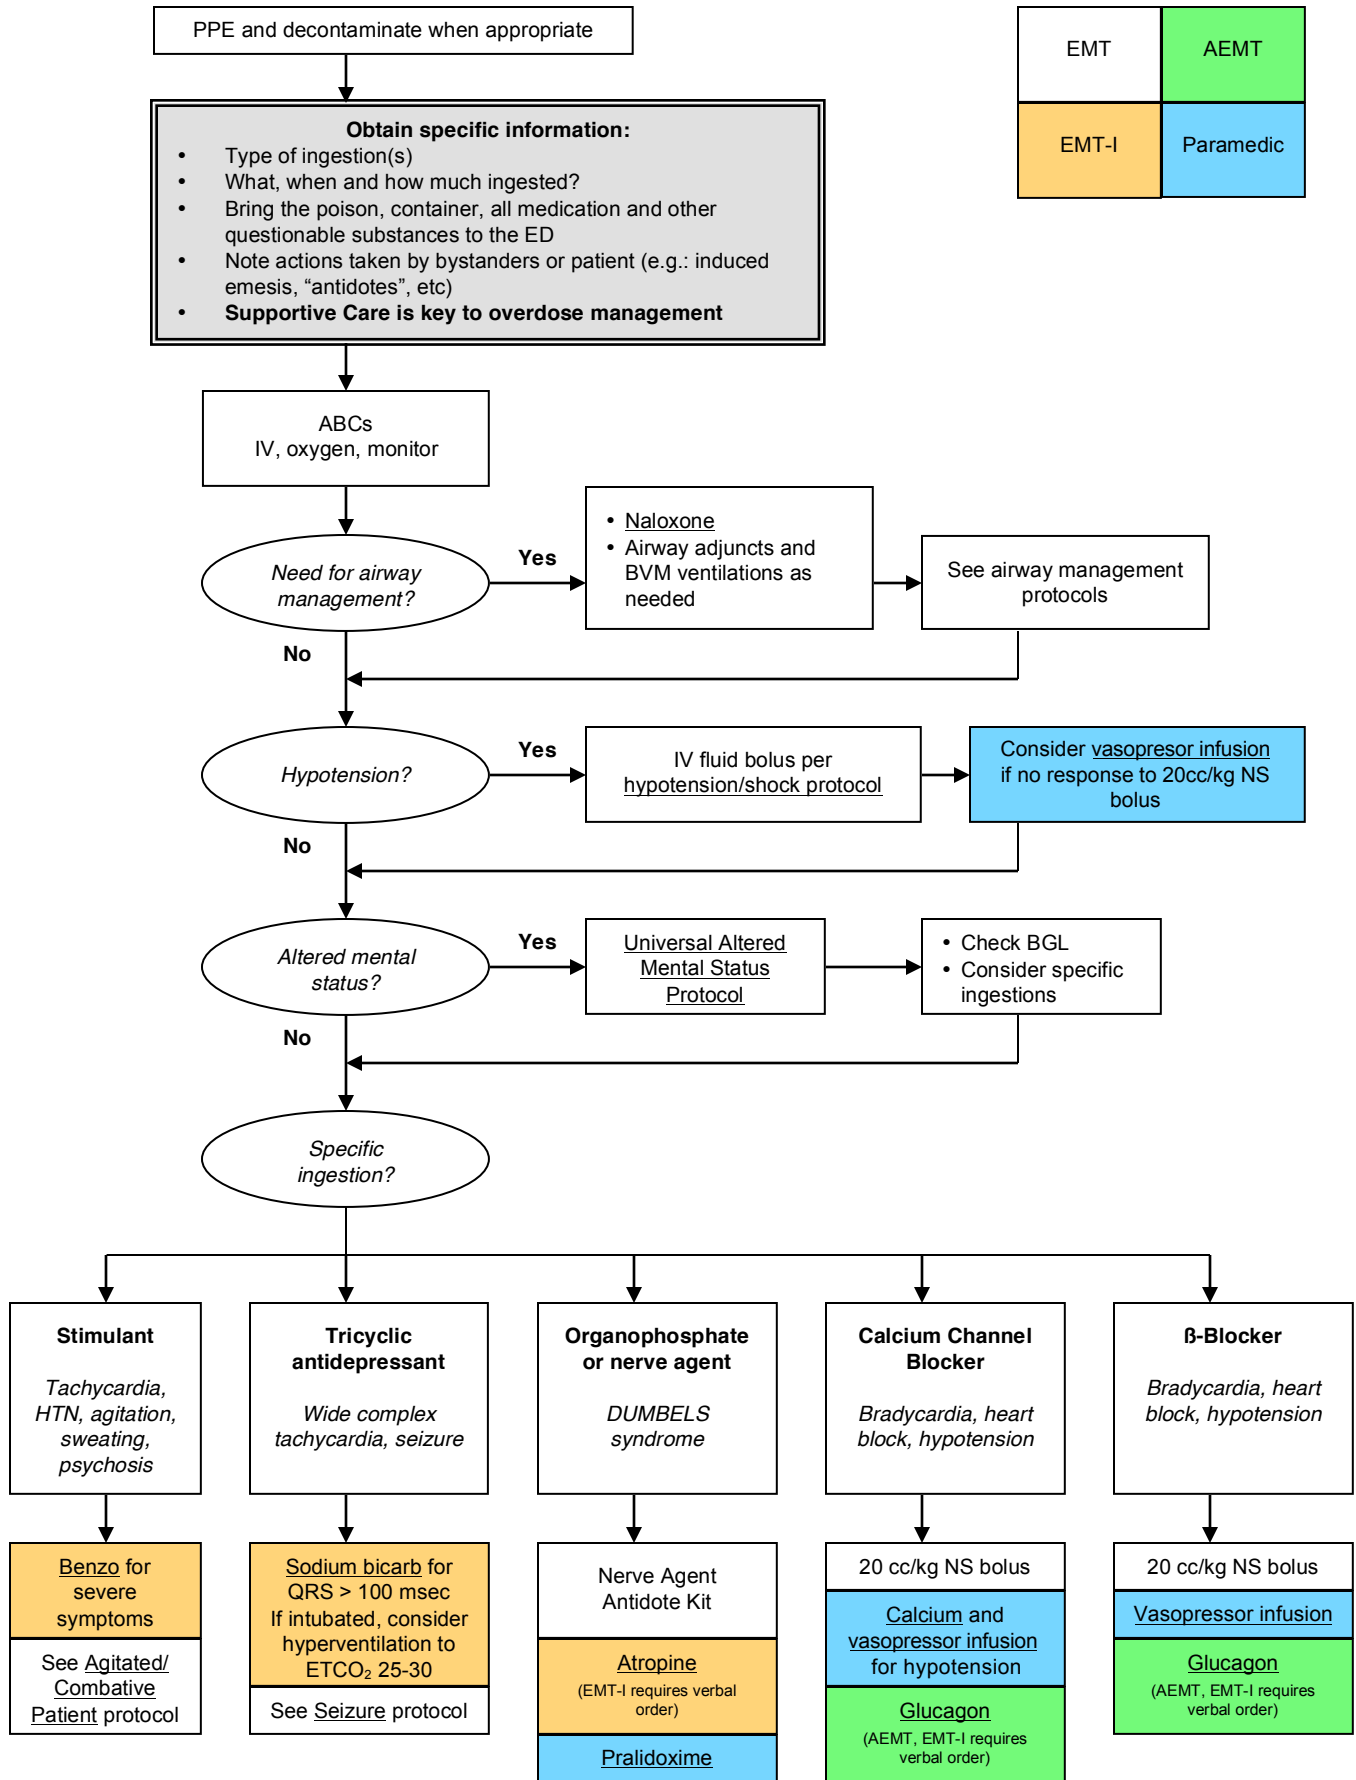 PPE and decontaminate when appropriate
EMT
AEMT
EMT-I
Paramedic
Obtain specific information:
• Type of ingestion(s)
• What, when and how much ingested?
• Bring the poison, container, all medication and other
questionable substances to the ED
• Note actions taken by bystanders or patient (e.g.: induced
emesis, “antidotes”, etc)
• Supportive Care is key to overdose management
ABCs
IV, oxygen, monitor
Need for airway
management?
Yes
• Naloxone
• Airway adjuncts and
BVM ventilations as
needed
See airway management
protocols
No
Hypotension?
Yes
IV fluid bolus per
hypotension/shock protocol
Consider vasopresor infusion
if no response to 20cc/kg NS
bolus
No
Altered mental
status?
Yes
Universal Altered
Mental Status
Protocol
• Check BGL
• Consider specific
ingestions
No
Specific
ingestion?
Stimulant
Tachycardia,
HTN, agitation,
sweating,
psychosis
Benzo for
severe
symptoms
See Agitated/
Combative
Patient protocol
Tricyclic
antidepressant
Wide complex
tachycardia, seizure
Sodium bicarb for
QRS > 100 msec
If intubated, consider
hyperventilation to
ETCO₂ 25-30
See Seizure protocol
Organophosphate
or nerve agent
DUMBELS
syndrome
Nerve Agent
Antidote Kit
Atropine
(EMT-I requires verbal
order)
Pralidoxime
Calcium Channel
Blocker
Bradycardia, heart
block, hypotension
20 cc/kg NS bolus
Calcium and
vasopressor infusion
for hypotension
Glucagon
(AEMT, EMT-I requires
verbal order)
ß-Blocker
Bradycardia, heart
block, hypotension
20 cc/kg NS bolus
Vasopressor infusion
Glucagon
(AEMT, EMT-I requires
verbal order)